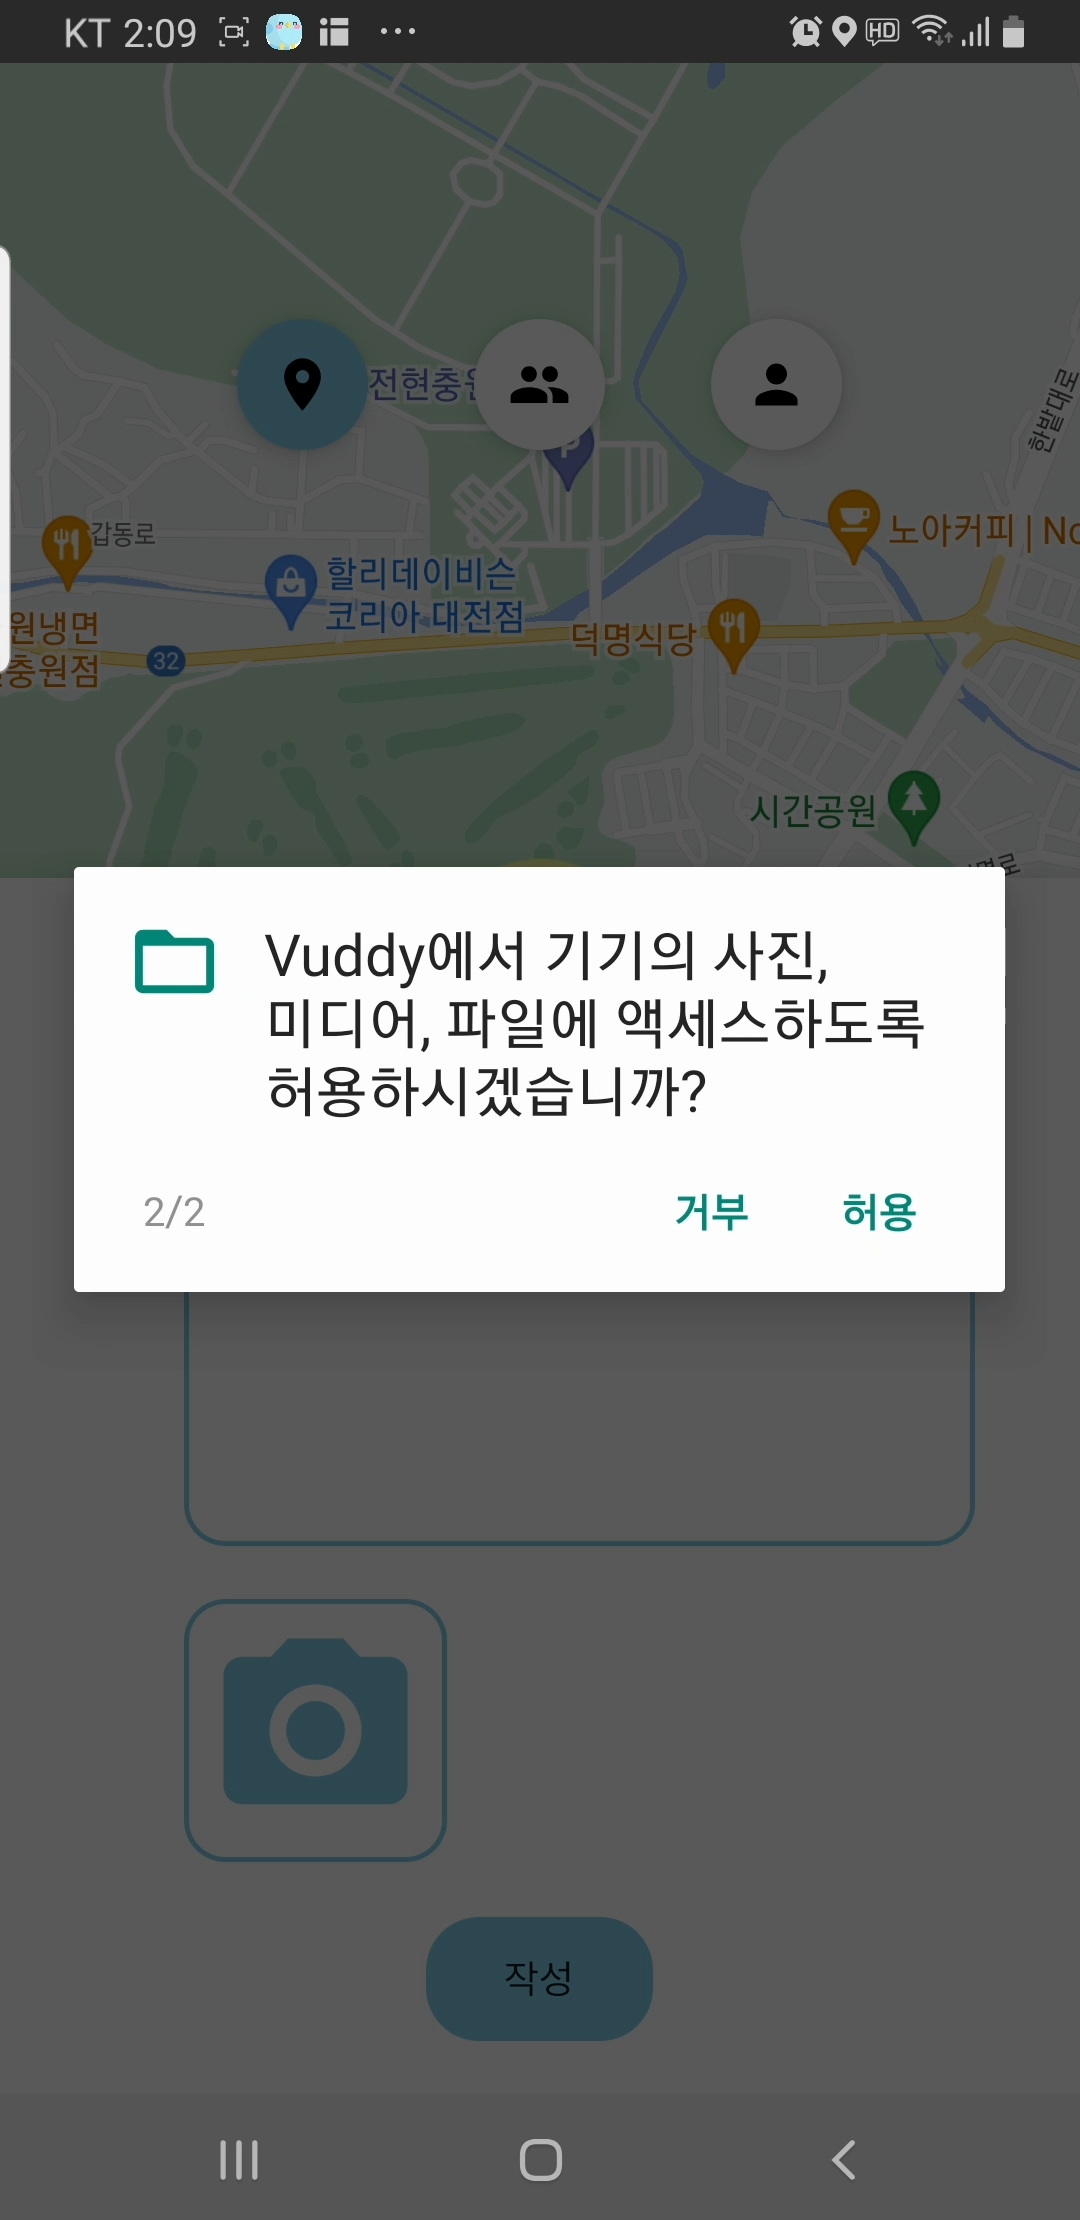 KT 2:09
HD
전현충원
P
한밭대로
갑동로
노아커피 | No
할리데이비슨
코리아 대전점
원냉면
충원점
32
덕명식당
시간공원
Vuddy에서 기기의 사진,
미디어, 파일에 액세스하도록
허용하시겠습니까?
2/2
거부
허용
작성